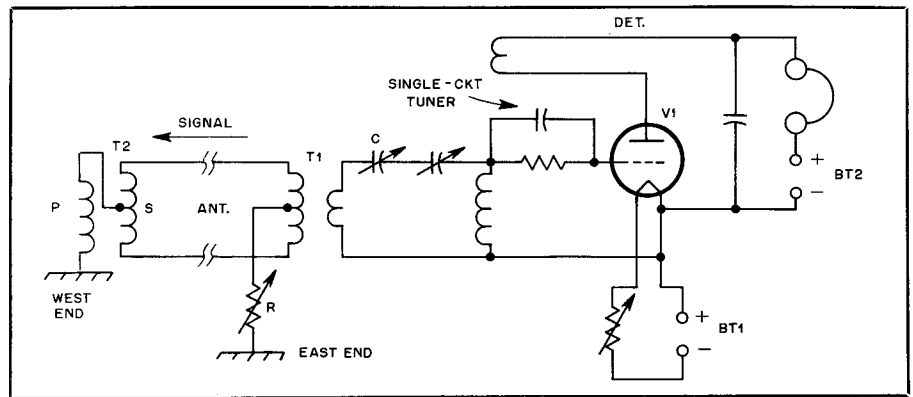 DET.
SINGLE-CKT
TUNER
V1
SIGNAL
T2
T1
C
P
S
ANT.
+
BT2
−
R
WEST
END
EAST END
+
BT1
−